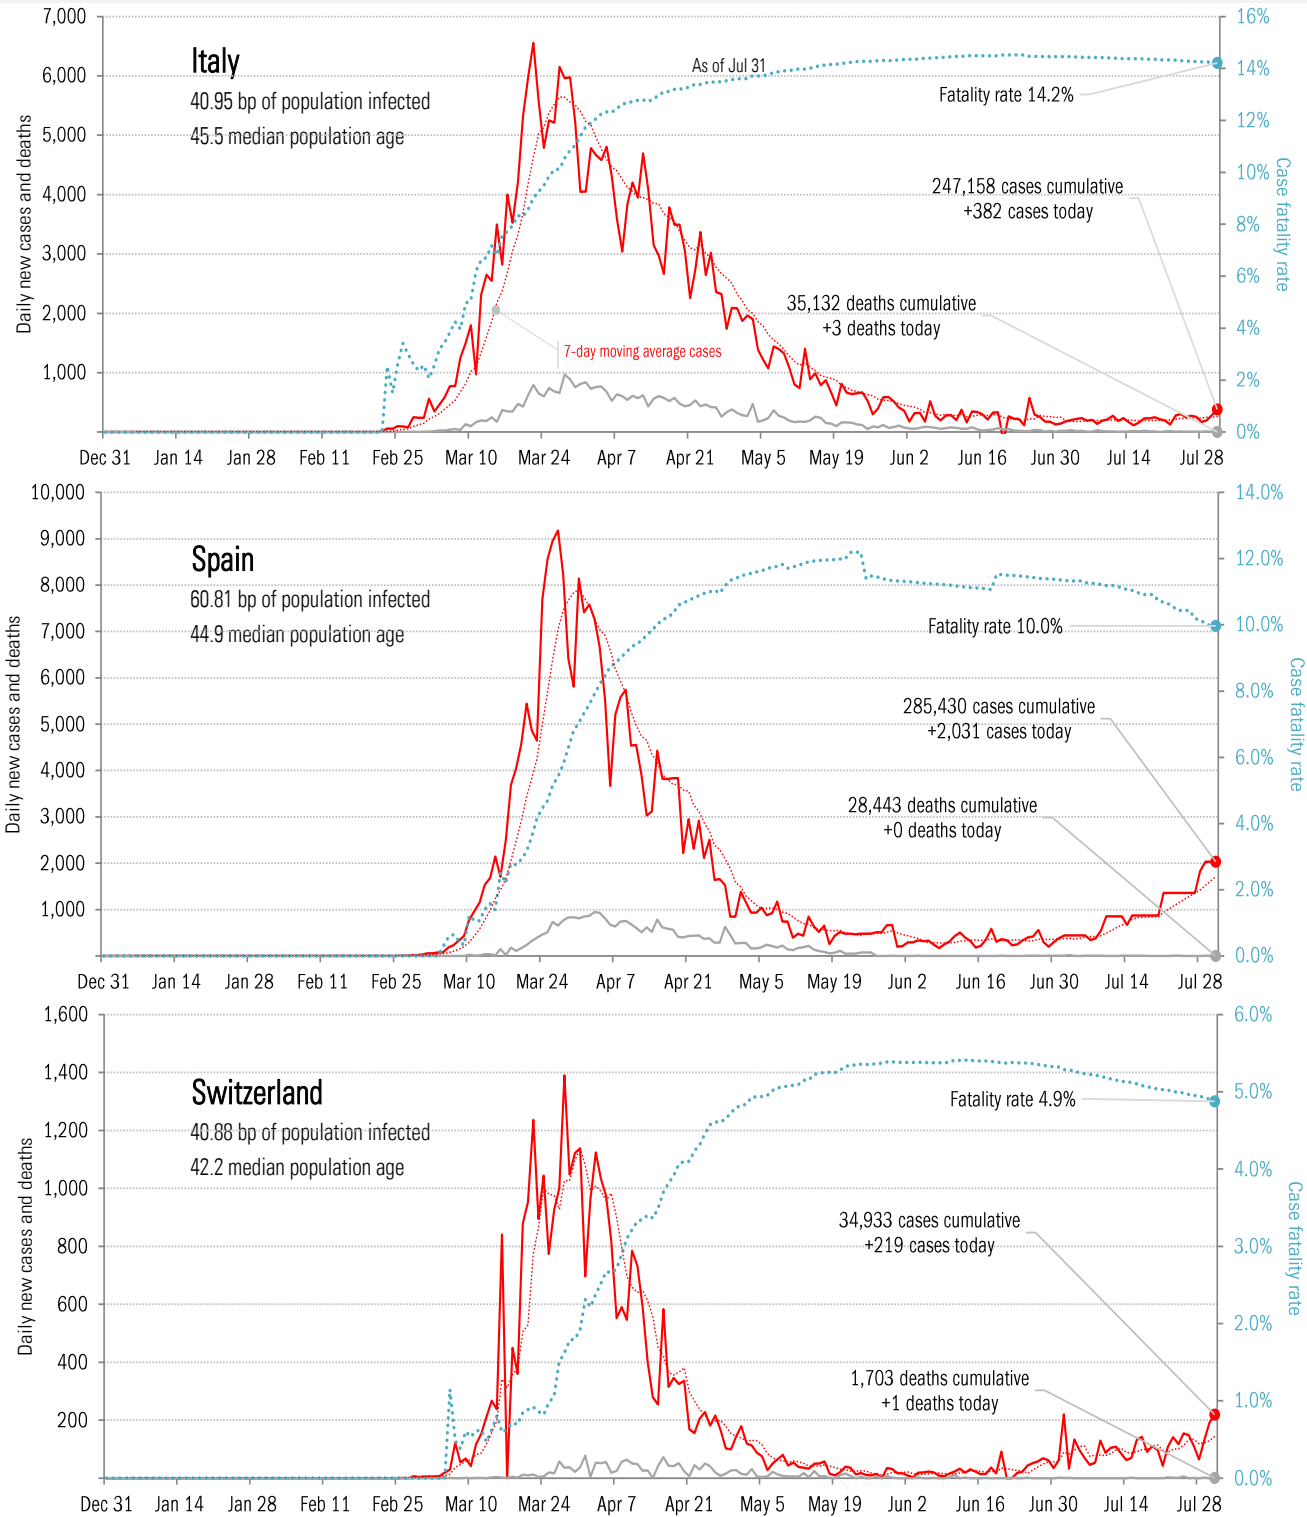 7,000
6,000
5,000
4,000
3,000
2,000
1,000
Daily new cases and deaths
Italy
40.95 bp of population infected
45.5 median population age
As of Jul 31
Fatality rate 14.2%
247,158 cases cumulative
+382 cases today
35,132 deaths cumulative
+3 deaths today
7-day moving average cases
16%
14%
12%
10%
8%
6%
4%
2%
0%
Case fatality rate
Dec 31 Jan 14 Jan 28 Feb 11 Feb 25 Mar 10 Mar 24 Apr 7 Apr 21 May 5 May 19 Jun 2 Jun 16 Jun 30 Jul 14 Jul 28
10,000
9,000
8,000
7,000
6,000
5,000
4,000
3,000
2,000
1,000
Daily new cases and deaths
Spain
60.81 bp of population infected
44.9 median population age
Fatality rate 10.0%
285,430 cases cumulative
+2,031 cases today
28,443 deaths cumulative
+0 deaths today
14.0%
12.0%
10.0%
8.0%
6.0%
4.0%
2.0%
0.0%
Case fatality rate
Dec 31 Jan 14 Jan 28 Feb 11 Feb 25 Mar 10 Mar 24 Apr 7 Apr 21 May 5 May 19 Jun 2 Jun 16 Jun 30 Jul 14 Jul 28
1,600
1,400
1,200
1,000
800
600
400
200
Daily new cases and deaths
Switzerland
40.88 bp of population infected
42.2 median population age
Fatality rate 4.9%
34,933 cases cumulative
+219 cases today
1,703 deaths cumulative
+1 deaths today
6.0%
5.0%
4.0%
3.0%
2.0%
1.0%
0.0%
Case fatality rate
Dec 31 Jan 14 Jan 28 Feb 11 Feb 25 Mar 10 Mar 24 Apr 7 Apr 21 May 5 May 19 Jun 2 Jun 16 Jun 30 Jul 14 Jul 28